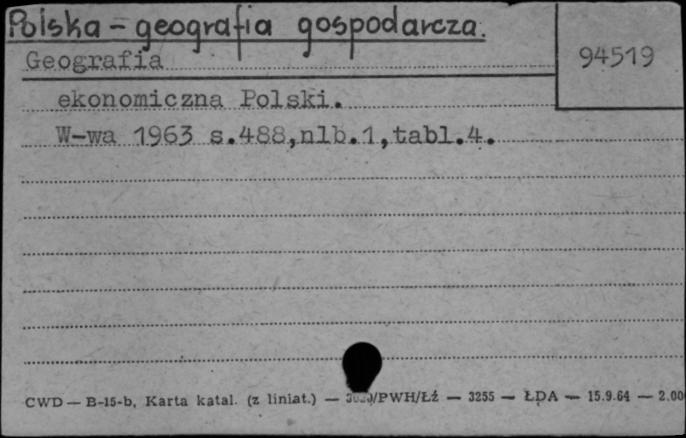 Polska - geografia gospodarcza.
94519
Geografia
ekonomiczna Polski.
W-wa 1963 s.488,nlb.1,tabl.4.
CWD — B-15-b, Karta katal. (z liniat.) — /PWH/Łź — 3255 — ŁDA — 15.9.64 — 2.00